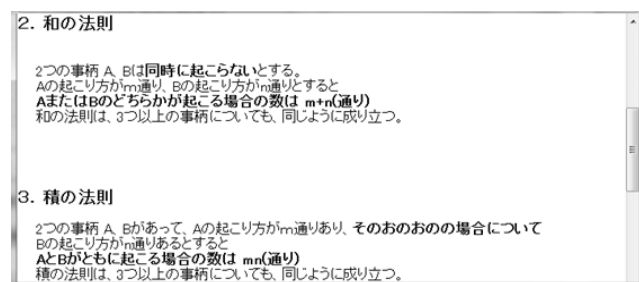 2. 和の法則
2つの事柄 A, Bは同時に起こらないとする。
Aの起こり方がm通り、Bの起こり方がn通りとすると
AまたはBのどちらかが起こる場合の数は m+n(通り)
和の法則は、3つ以上の事柄についても、同じように成り立つ。
3. 積の法則
2つの事柄 A, Bがあって、Aの起こり方がm通りあり、そのおのおのの場合について
Bの起こり方がn通りあるとすると
AとBがともに起こる場合の数は mn(通り)
積の法則は、3つ以上の事柄についても、同じように成り立つ。